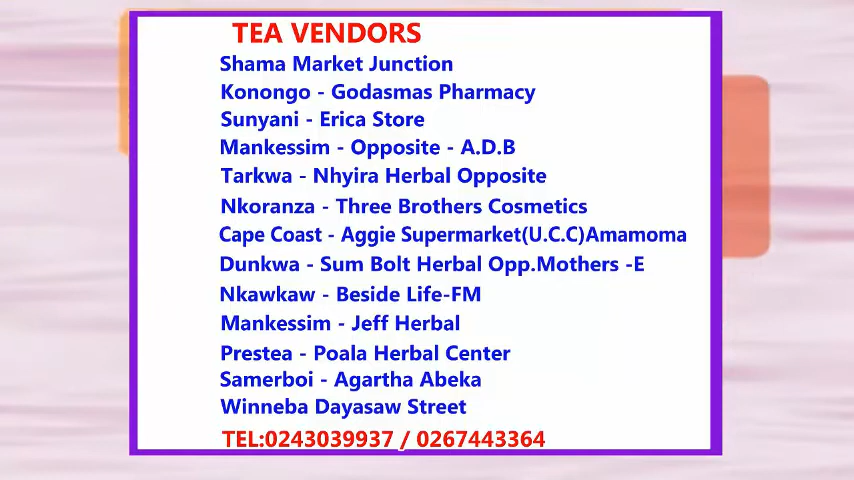 TEA VENDORS
Shama Market Junction
Konongo - Godasmas Pharmacy
Sunyani - Erica Store
Mankessim - Opposite - A.D.B
Tarkwa - Nhyira Herbal Opposite
Nkoranza - Three Brothers Cosmetics
Cape Coast - Aggie Supermarket(U.C.C)Amamoma
Dunkwa - Sum Bolt Herbal Opp.Mothers -E
Nkawkaw - Beside Life-FM
Mankessim - Jeff Herbal
Prestea - Poala Herbal Center
Samerboi - Agartha Abeka
Winneba Dayasaw Street
TEL:0243039937 / 0267443364